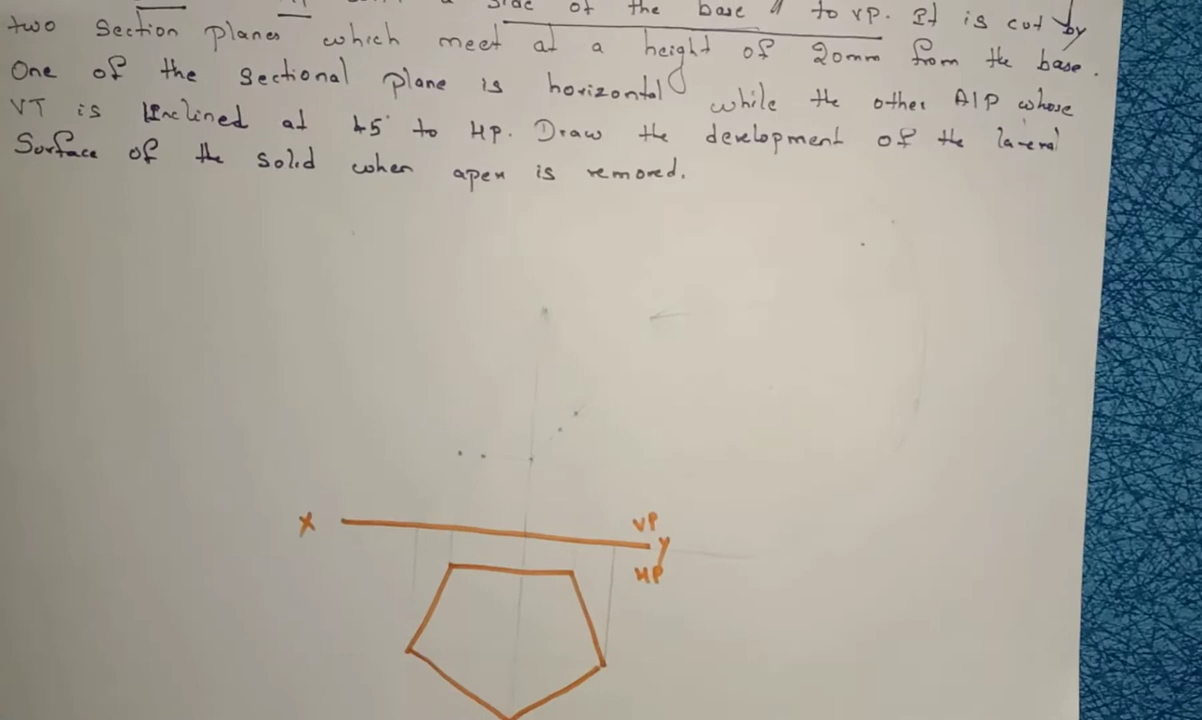 a side of the base || to VP. It is cut by
two section planes which meet at a height of 20mm from the base.
One of the sectional plane is horizontal while the other AIP whose
VT is Inclined at 45° to HP. Draw the development of the lateral
Surface of the solid when apex is removed.
X
VP
Y
HP